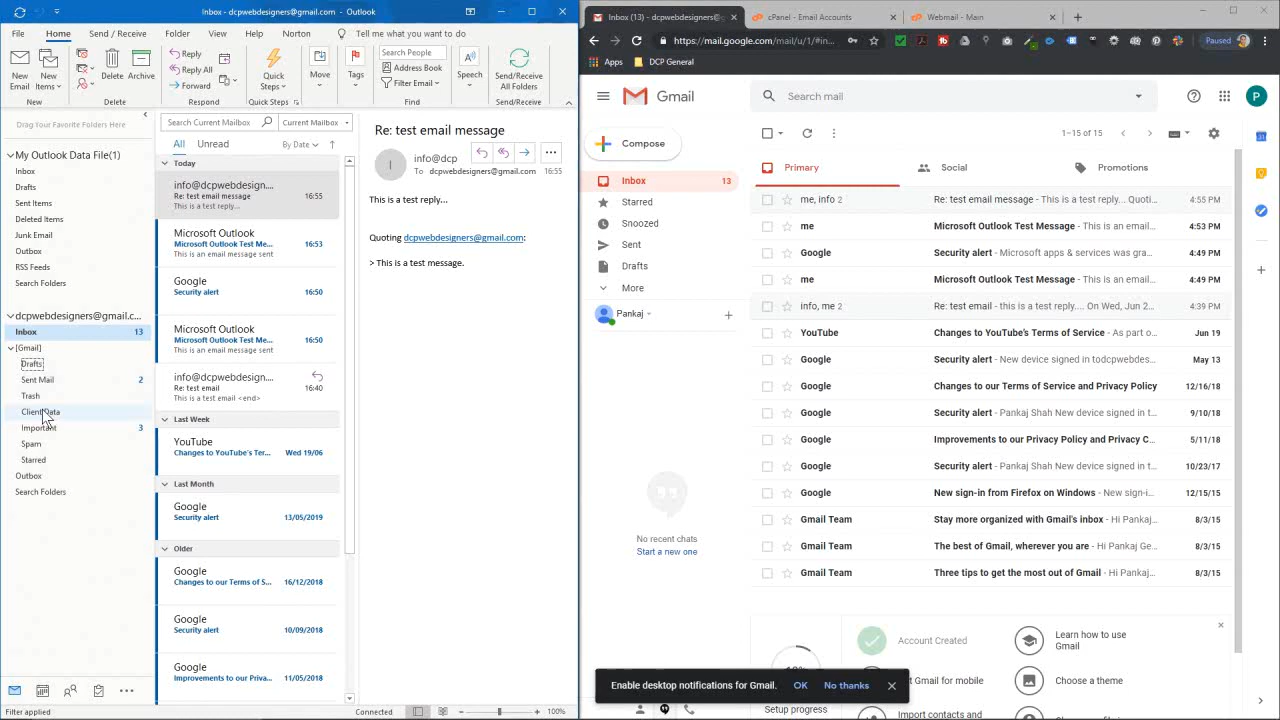 Inbox - dcpwebdesigners@gmail.com - Outlook
File Home Send / Receive Folder View Help Norton Tell me what you want to do
New Email
New Items
New
Delete
Archive
Delete
Reply
Reply All
Forward
Respond
Quick Steps
Quick Steps
Move
Tags
Search People
Address Book
Filter Email
Find
Speech
Send/Receive All Folders
Send/Receive
Drag Your Favorite Folders Here
My Outlook Data File(1)
Inbox
Drafts
Sent Items
Deleted Items
Junk Email
Outbox
RSS Feeds
Search Folders
dcpwebdesigners@gmail.c...
Inbox 13
[Gmail]
Drafts
Sent Mail 2
Trash
Client Data
Important 3
Spam
Starred
Outbox
Search Folders
Filter applied
Search Current Mailbox Current Mailbox
All Unread By Date
Today
info@dcpwebdesign...
Re: test email message 16:55
This is a test reply...
Microsoft Outlook
Microsoft Outlook Test Me... 16:53
This is an email message sent
Google
Security alert 16:50
Microsoft Outlook
Microsoft Outlook Test Me... 16:50
This is an email message sent
info@dcpwebdesign...
Re: test email 16:40
This is a test email <end>
Last Week
YouTube
Changes to YouTube's Ter... Wed 19/06
Last Month
Google
Security alert 13/05/2019
Older
Google
Changes to our Terms of S... 16/12/2018
Google
Security alert 10/09/2018
Google
Improvements to our Priva... 11/05/2018
Re: test email message
I
info@dcp
To dcpwebdesigners@gmail.com 16:55
This is a test reply...
Quoting dcpwebdesigners@gmail.com:
> This is a test message.
Connected 100%
Inbox (13) - dcpwebdesigners@g
cP cPanel - Email Accounts
cP Webmail - Main
https://mail.google.com/mail/u/1/#in...
Paused
Apps DCP General
Gmail
Search mail
P
Compose
1–15 of 15
Inbox 13
Starred
Snoozed
Sent
Drafts
More
Pankaj
No recent chats
Start a new one
Primary Social Promotions
me, info 2 Re: test email message - This is a test reply... Quoti... 4:55 PM
me Microsoft Outlook Test Message - This is an email... 4:53 PM
Google Security alert - Microsoft apps & services was gra... 4:49 PM
me Microsoft Outlook Test Message - This is an email... 4:49 PM
info, me 2 Re: test email - this is a test reply.... On Wed, Jun 2... 4:39 PM
YouTube Changes to YouTube's Terms of Service - As part o... Jun 19
Google Security alert - New device signed in todcpwebdes... May 13
Google Changes to our Terms of Service and Privacy Policy 12/16/18
Google Security alert - Pankaj Shah New device signed in t... 9/10/18
Google Improvements to our Privacy Policy and Privacy C... 5/11/18
Google Security alert - Pankaj Shah New device signed in t... 10/23/17
Google New sign-in from Firefox on Windows - New sign-i... 12/15/15
Gmail Team Stay more organized with Gmail's inbox - Hi Pankaj... 8/3/15
Gmail Team The best of Gmail, wherever you are - Hi Pankaj Ge... 8/3/15
Gmail Team Three tips to get the most out of Gmail - Hi Pankaj... 8/3/15
Account Created
Learn how to use Gmail
Enable desktop notifications for Gmail. OK No thanks
t Gmail for mobile
Choose a theme
Setup progress
Import contacts and